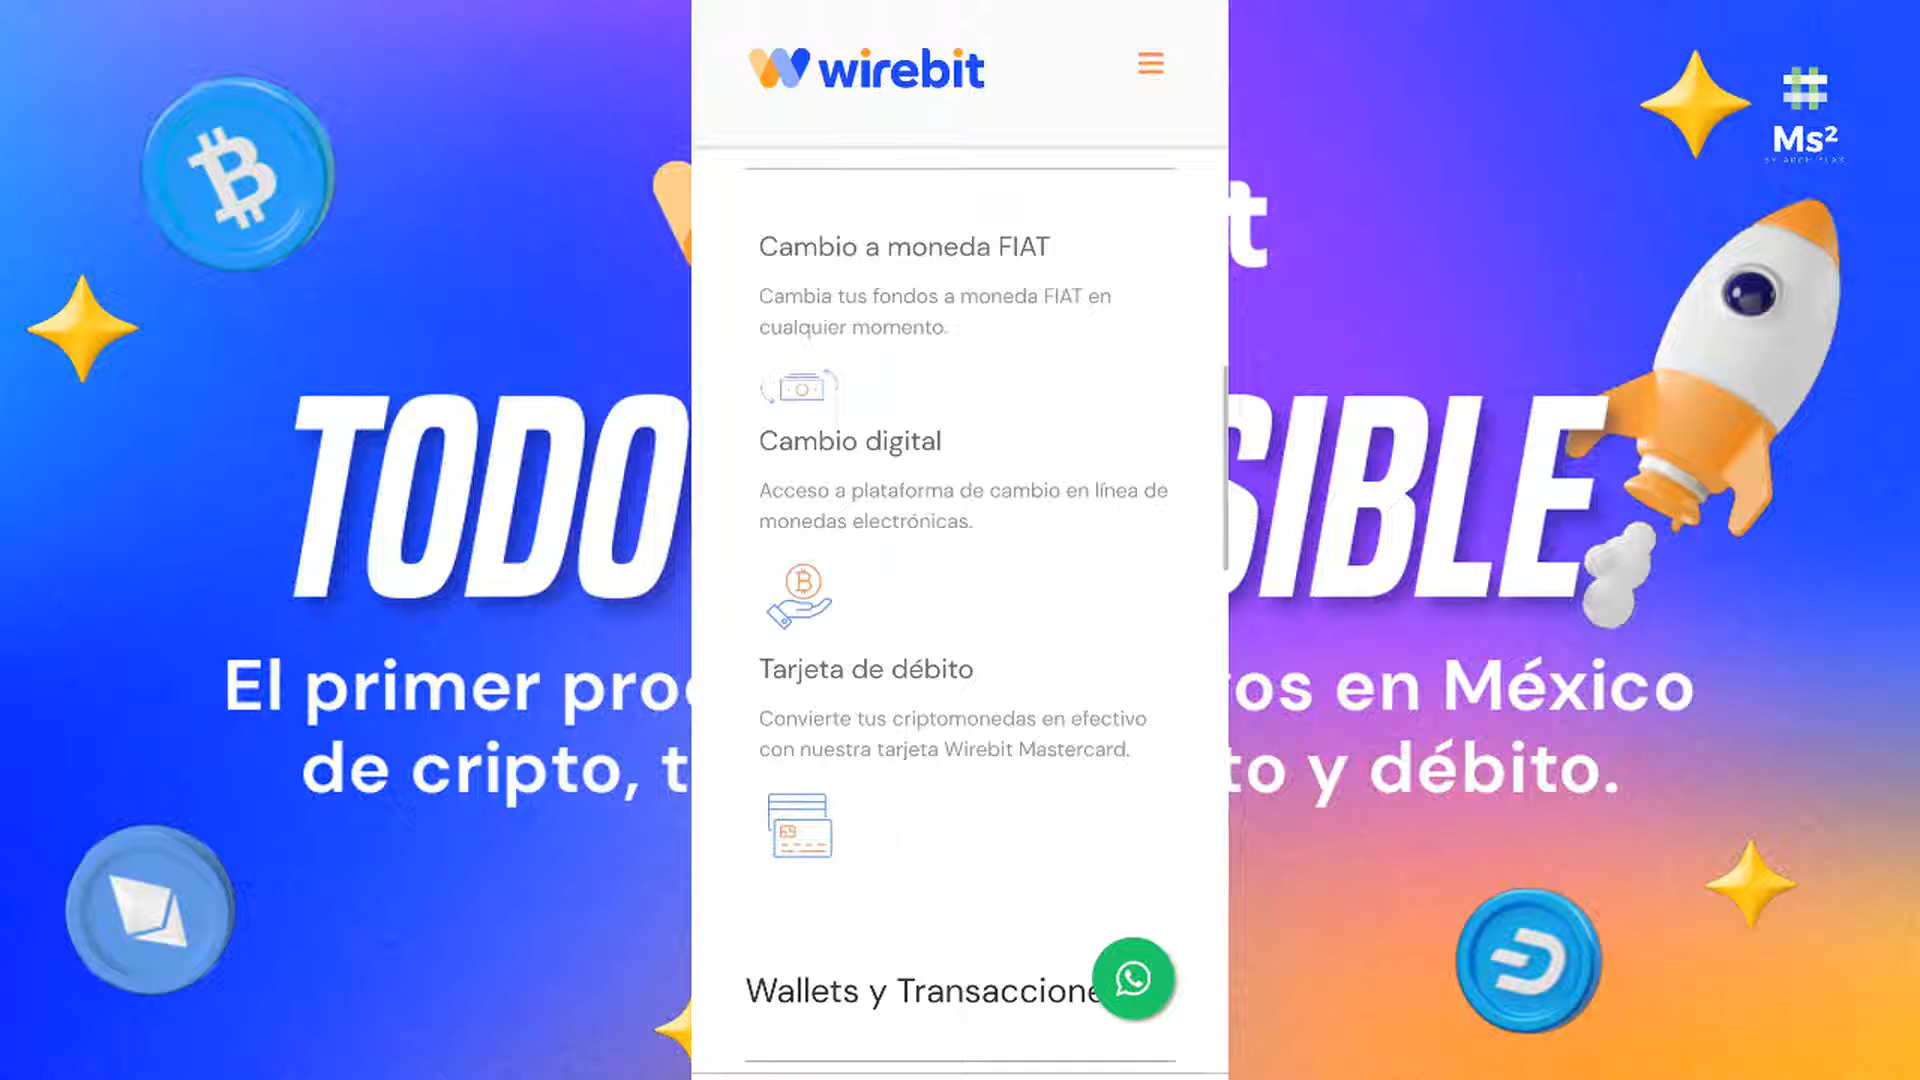 wirebit
Ms²
t
Cambio a moneda FIAT
Cambia tus fondos a moneda FIAT en
cualquier momento.
Cambio digital
Acceso a plataforma de cambio en línea de
monedas electrónicas.
Tarjeta de débito
Convierte tus criptomonedas en efectivo
con nuestra tarjeta Wirebit Mastercard.
Wallets y Transaccione
TODO SIBLE
El primer pro ros en México
de cripto, t to y débito.